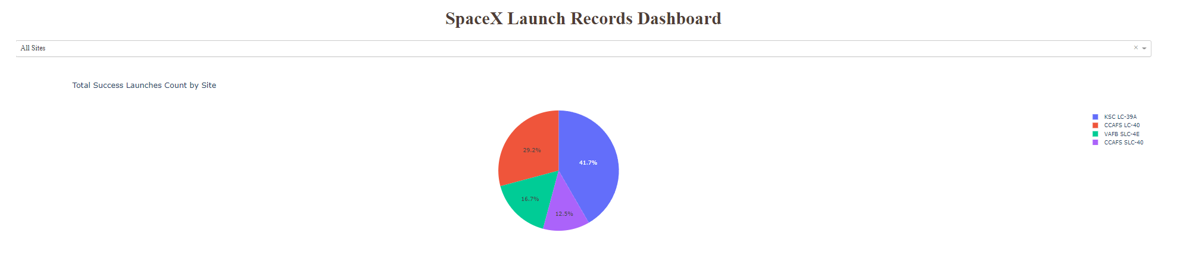 SpaceX Launch Records Dashboard
All Sites
×
Total Success Launches Count by Site
KSC LC-39A
CCAFS LC-40
VAFB SLC-4E
CCAFS SLC-40
29.2%
41.7%
16.7%
12.5%